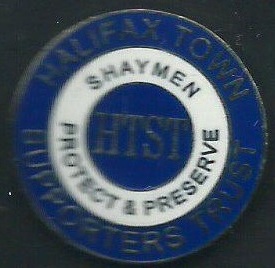 HALIFAX TOWN
SUPPORTERS TRUST
SHAYMEN
PROTECT & PRESERVE
HTST